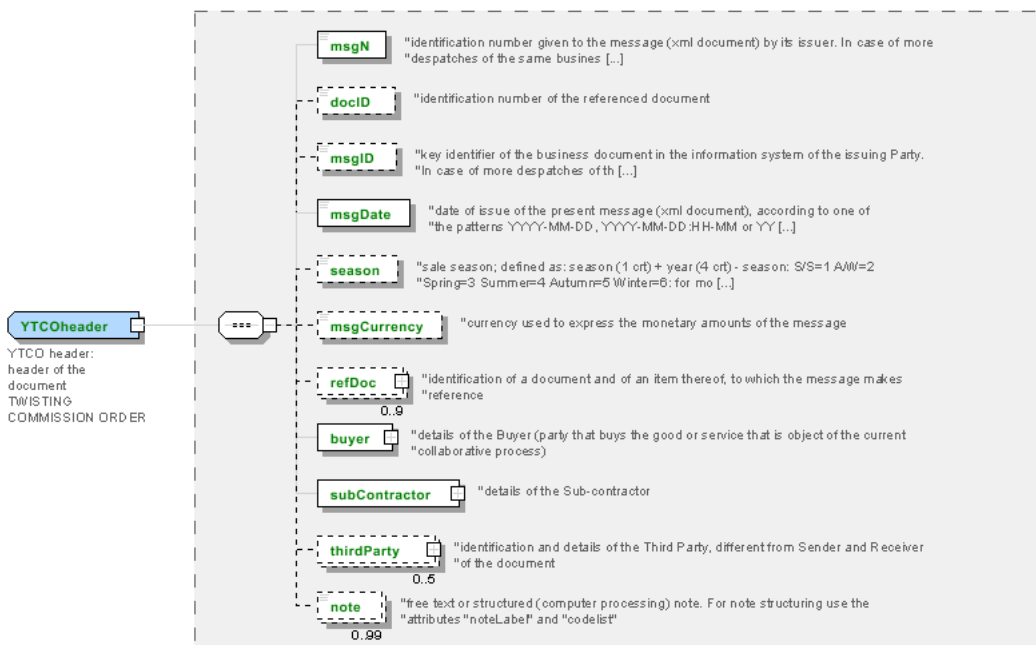 msgN
"identification number given to the message (xml document) by its issuer. In case of more
"despatches of the same busines [...]
docID
"identification number of the referenced document
msgID
"key identifier of the business document in the information system of the issuing Party.
"In case of more despatches of th [...]
msgDate
"date of issue of the present message (xml document), according to one of
"the patterns YYYY-MM-DD, YYYY-MM-DD:HH-MM or YY [...]
season
"sale season; defined as: season (1 crt) + year (4 crt) - season: S/S=1 A/W=2
"Spring=3 Summer=4 Autumn=5 Winter=6: for mo [...]
YTCOheader
YTCO header:
header of the
document
TWISTING
COMMISSION ORDER
msgCurrency
"currency used to express the monetary amounts of the message
refDoc
0..9
"identification of a document and of an item thereof, to which the message makes
"reference
buyer
"details of the Buyer (party that buys the good or service that is object of the current
"collaborative process)
subContractor
"details of the Sub-contractor
thirdParty
0..5
"identification and details of the Third Party, different from Sender and Receiver
"of the document
note
0..99
"free text or structured (computer processing) note. For note structuring use the
"attributes "noteLabel" and "codelist"